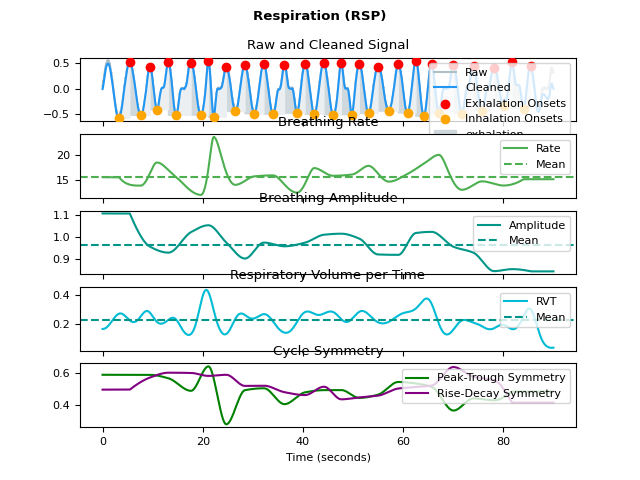 Respiration (RSP)
Raw and Cleaned Signal
0.5
0.0
−0.5
Raw
Cleaned
Exhalation Onsets
Inhalation Onsets
exhalation
Breathing Rate
20
15
Rate
Mean
Breathing Amplitude
1.1
1.0
0.9
Amplitude
Mean
Respiratory Volume per Time
0.4
0.2
RVT
Mean
Cycle Symmetry
0.6
0.4
Peak-Trough Symmetry
Rise-Decay Symmetry
0 20 40 60 80
Time (seconds)